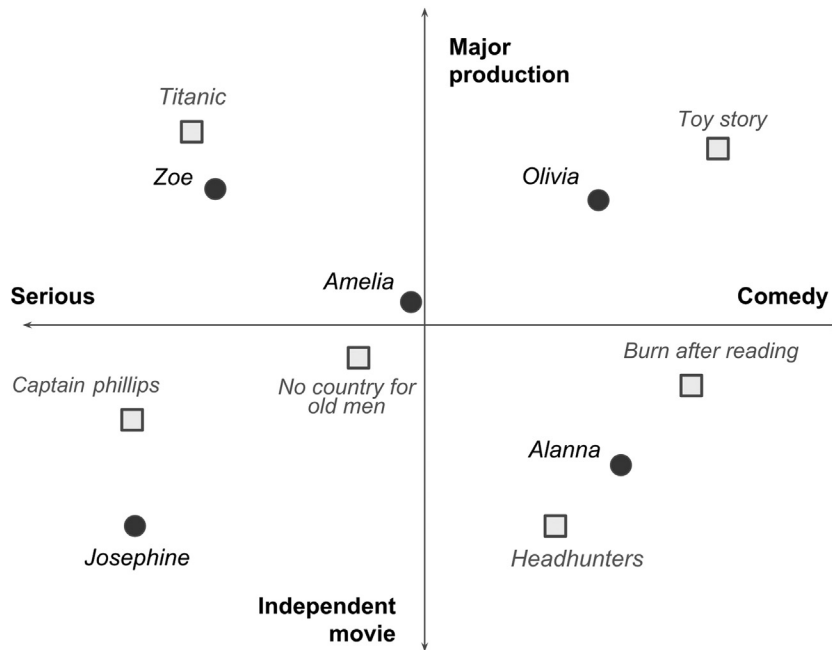 Major
production
Titanic
Toy story
Zoe
Olivia
Amelia
Serious
Comedy
Burn after reading
Captain phillips
No country for
old men
Alanna
Josephine
Headhunters
Independent
movie